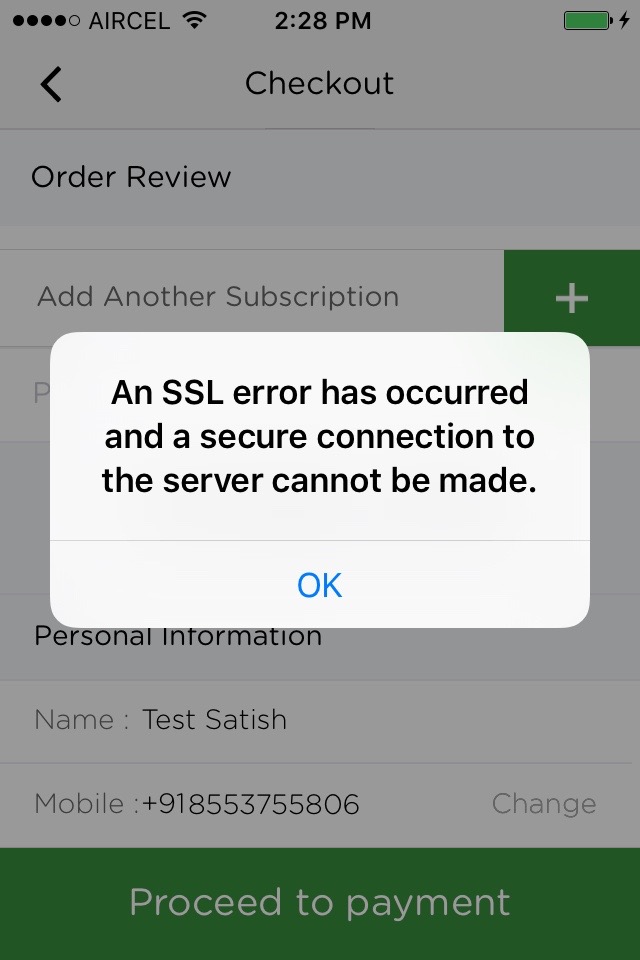 AIRCEL 2:28 PM
Checkout
Order Review
Add Another Subscription +
P
An SSL error has occurred
and a secure connection to
the server cannot be made.
OK
Personal Information
Name : Test Satish
Mobile :+918553755806 Change
Proceed to payment